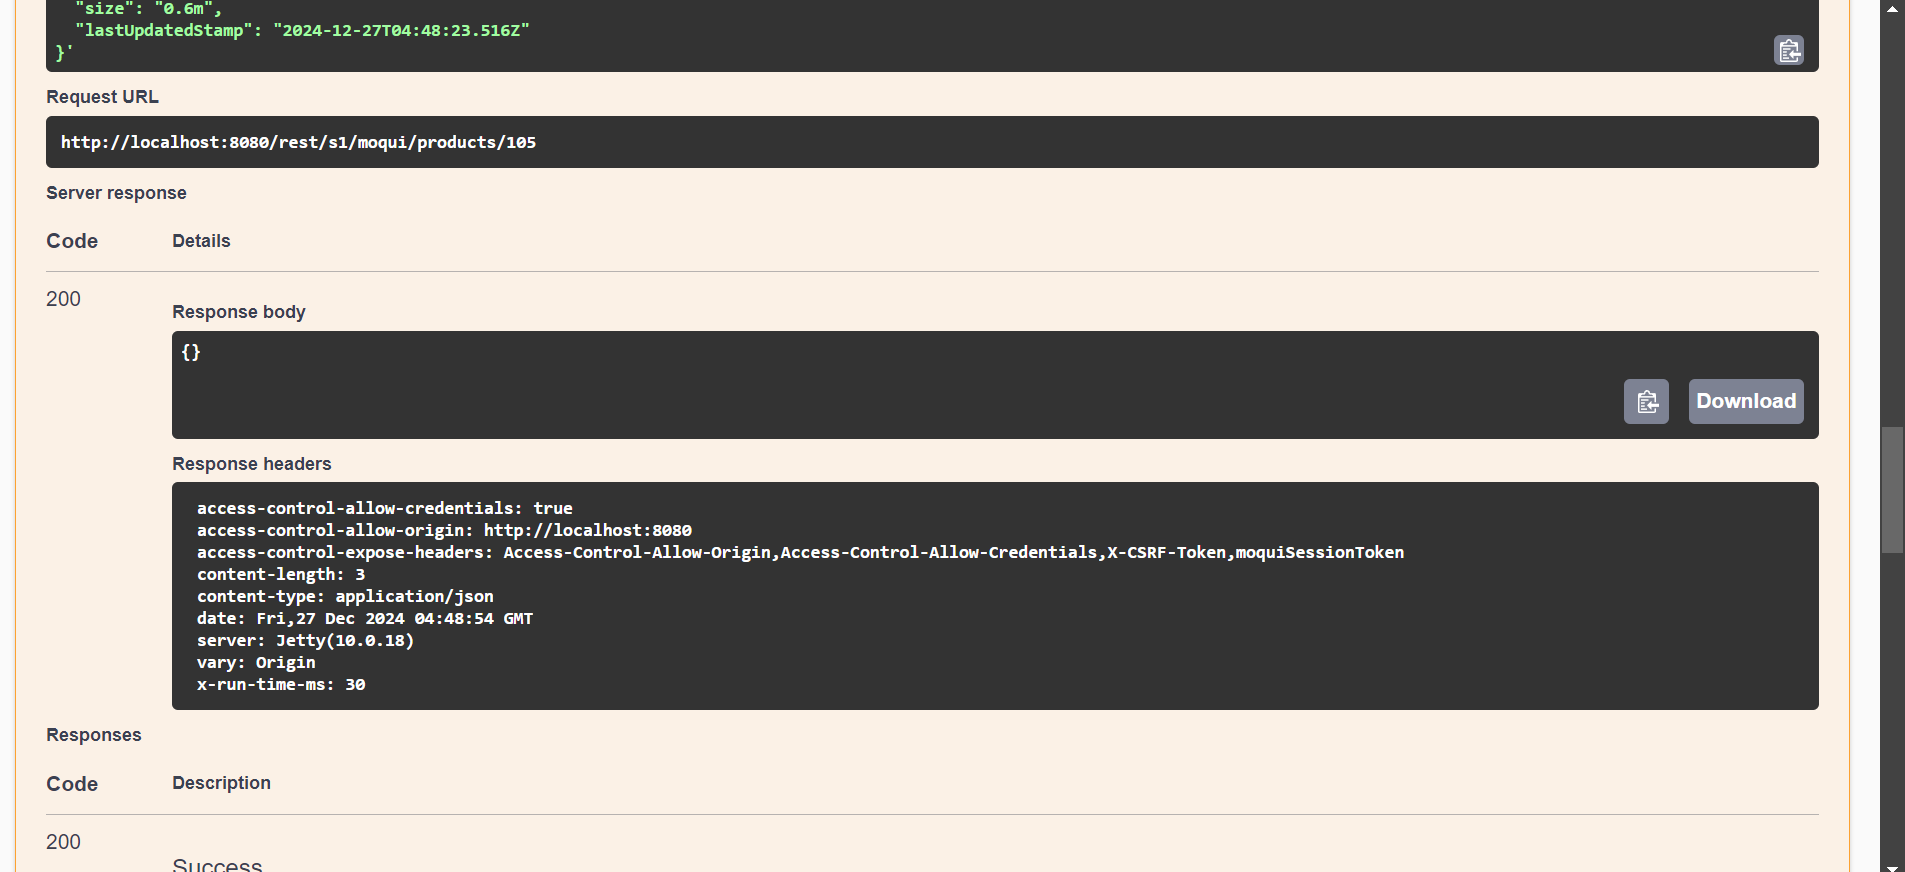 "size": "0.6m",
"lastUpdatedStamp": "2024-12-27T04:48:23.516Z"
}'
Request URL
http://localhost:8080/rest/s1/moqui/products/105
Server response
Code Details
200
Response body
{}
Download
Response headers
access-control-allow-credentials: true
access-control-allow-origin: http://localhost:8080
access-control-expose-headers: Access-Control-Allow-Origin,Access-Control-Allow-Credentials,X-CSRF-Token,moquiSessionToken
content-length: 3
content-type: application/json
date: Fri,27 Dec 2024 04:48:54 GMT
server: Jetty(10.0.18)
vary: Origin
x-run-time-ms: 30
Responses
Code Description
200
Success